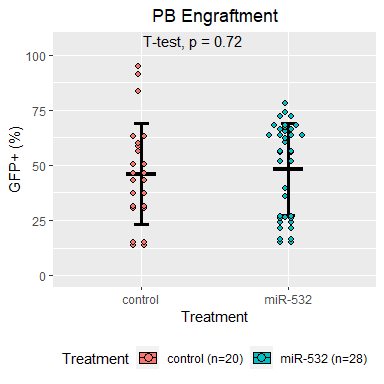 PB Engraftment
T-test, p = 0.72
100
75
50
25
0
GFP+ (%)
control
miR-532
Treatment
Treatment control (n=20) miR-532 (n=28)